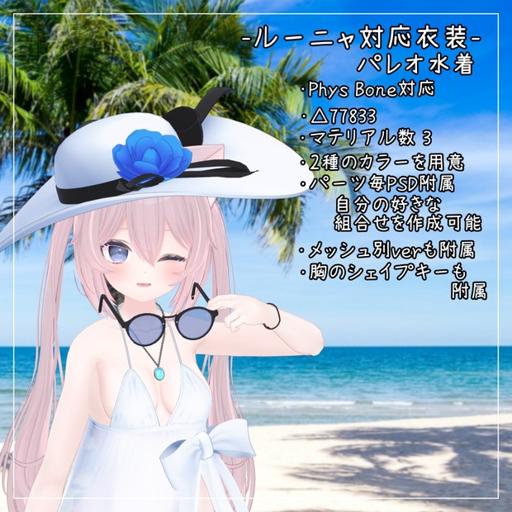 -ルーニャ対応衣装-
パレオ水着
・Phys Bone対応
・△77833
・マテリアル数 3
・2種のカラーを用意
・パーツ毎PSD附属
自分の好きな
組合せを作成可能
・メッシュ別verも附属
・胸のシェイプキーも
附属